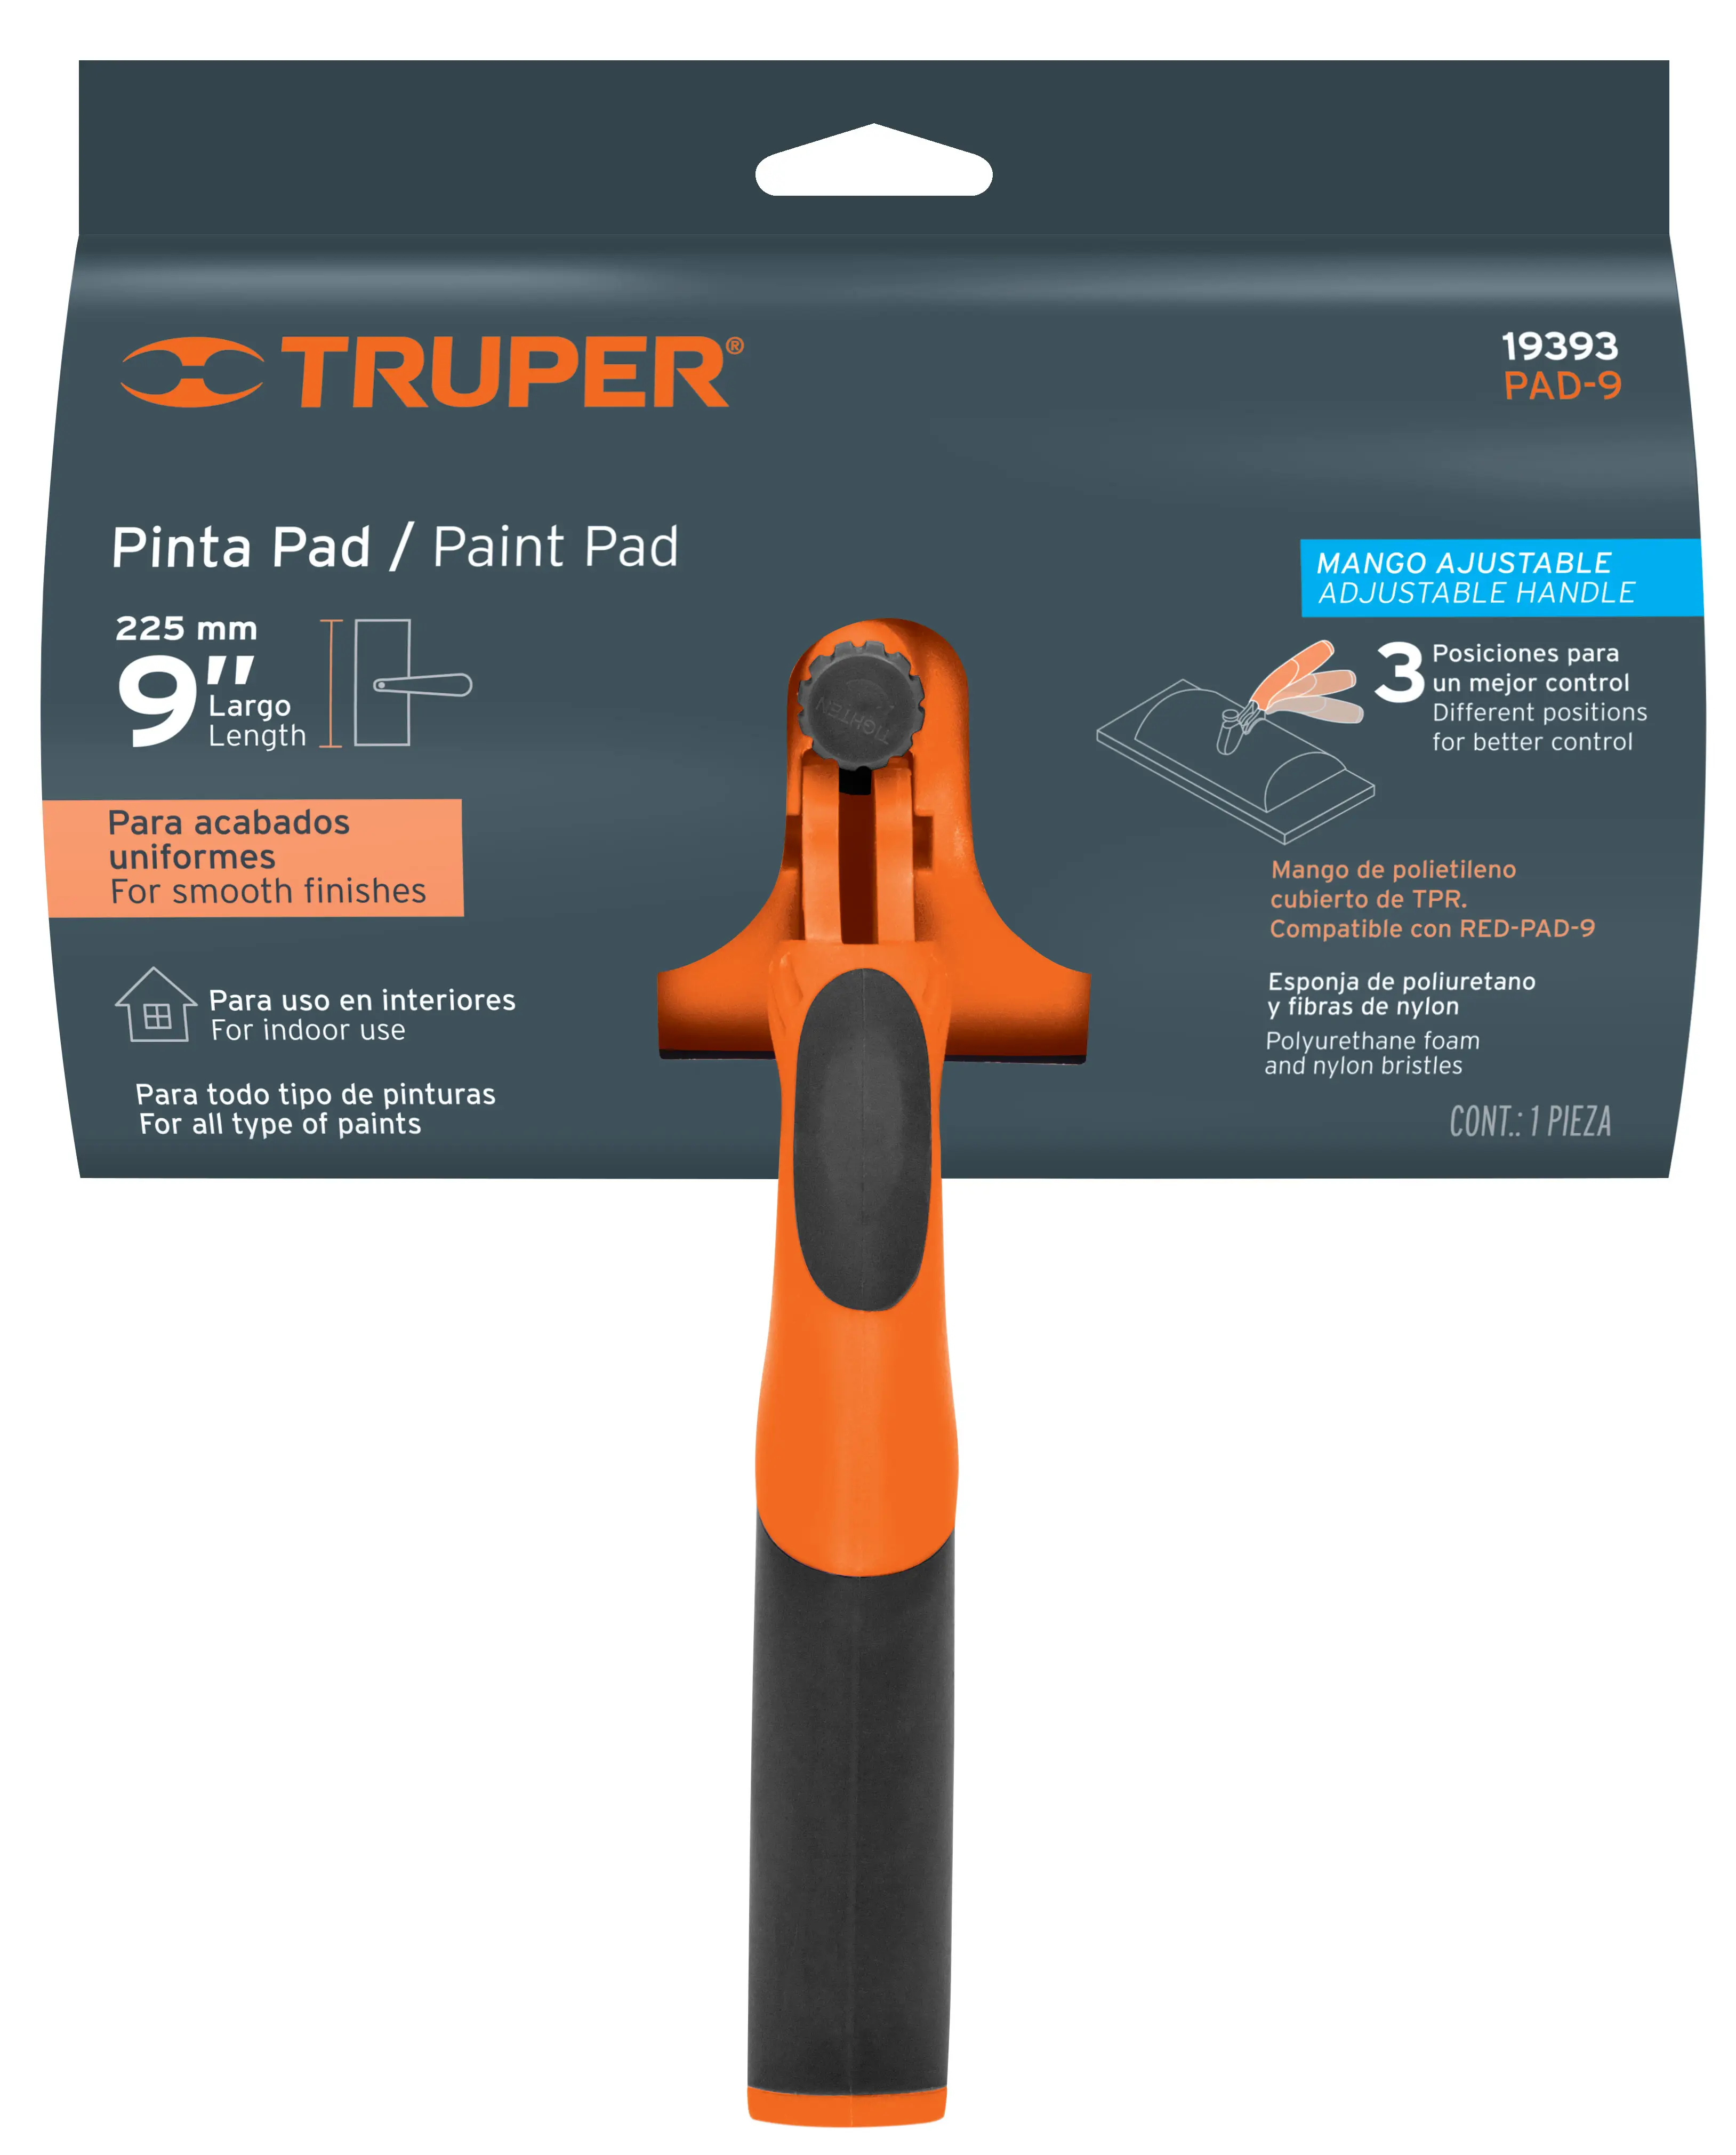 TRUPER®
19393
PAD-9
Pinta Pad / Paint Pad
225 mm
9"
Largo
Length
Para acabados
uniformes
For smooth finishes
Para uso en interiores
For indoor use
Para todo tipo de pinturas
For all type of paints
TIGHTEN
MANGO AJUSTABLE
ADJUSTABLE HANDLE
3
Posiciones para
un mejor control
Different positions
for better control
Mango de polietileno
cubierto de TPR.
Compatible con RED-PAD-9
Esponja de poliuretano
y fibras de nylon
Polyurethane foam
and nylon bristles
CONT.: 1 PIEZA